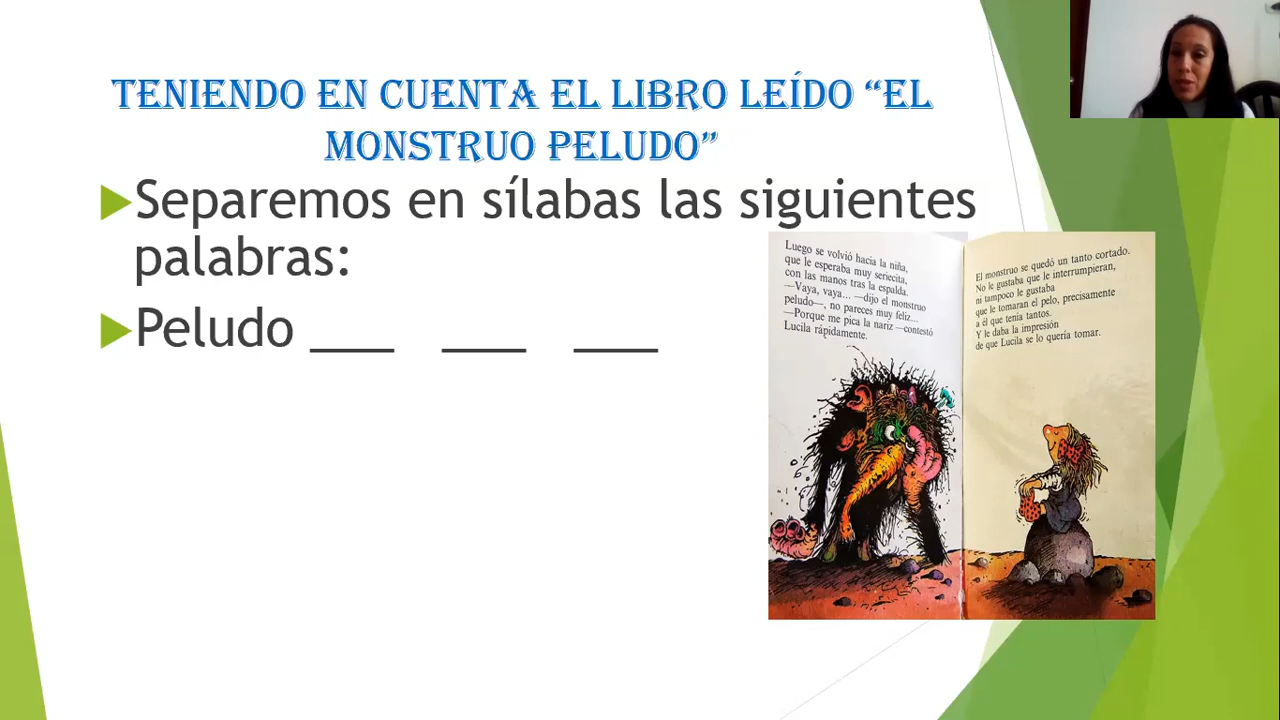 TENIENDO EN CUENTA EL LIBRO LEÍDO “EL
MONSTRUO PELUDO”
Separemos en sílabas las siguientes
palabras:
Peludo ___ ___ ___
Luego se volvió hacia la niña,
que le esperaba muy seriecita,
con las manos tras la espalda.
—Vaya, vaya... —dijo el monstruo
peludo—, no pareces muy feliz...
—Porque me pica la nariz —contestó
Lucila rápidamente.
El monstruo se quedó un tanto cortado.
No le gustaba que le interrumpieran,
ni tampoco le gustaba
que le tomaran el pelo, precisamente
a él que tenía tantos.
Y le daba la impresión
de que Lucila se lo quería tomar.